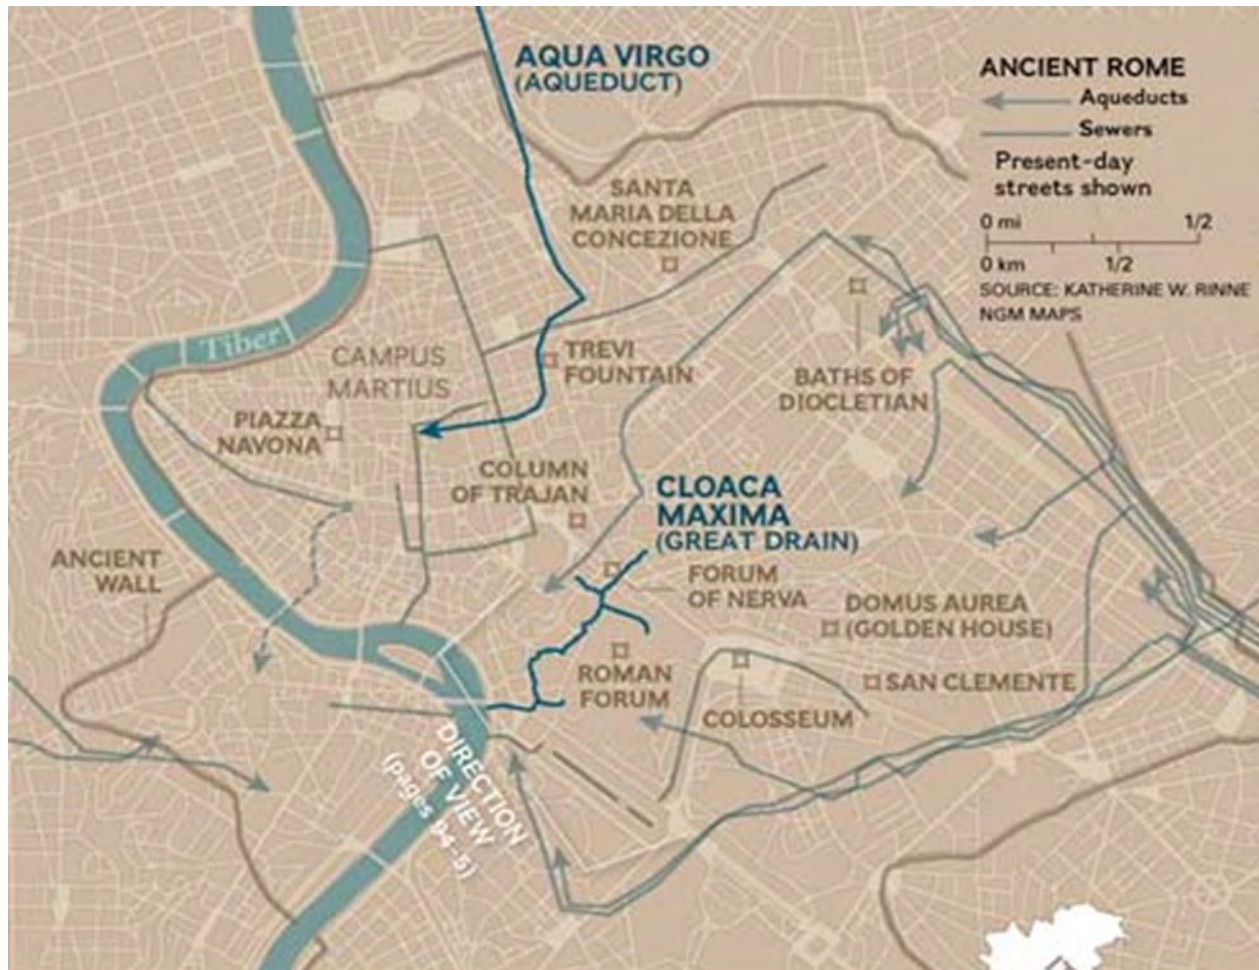 AQUA VIRGO
(AQUEDUCT)
ANCIENT ROME
Aqueducts
Sewers
Present-day
streets shown
0 mi 1/2
0 km 1/2
SOURCE: KATHERINE W. RINNE
NGM MAPS
SANTA
MARIA DELLA
CONCEZIONE
Tiber
CAMPUS
MARTIUS
TREVI
FOUNTAIN
BATHS OF
DIOCLETIAN
PIAZZA
NAVONA
COLUMN
OF TRAJAN
CLOACA
MAXIMA
(GREAT DRAIN)
ANCIENT
WALL
FORUM
OF NERVA
DOMUS AUREA
(GOLDEN HOUSE)
ROMAN
FORUM
SAN CLEMENTE
COLOSSEUM
DIRECTION
OF VIEW
(pages 94-5)